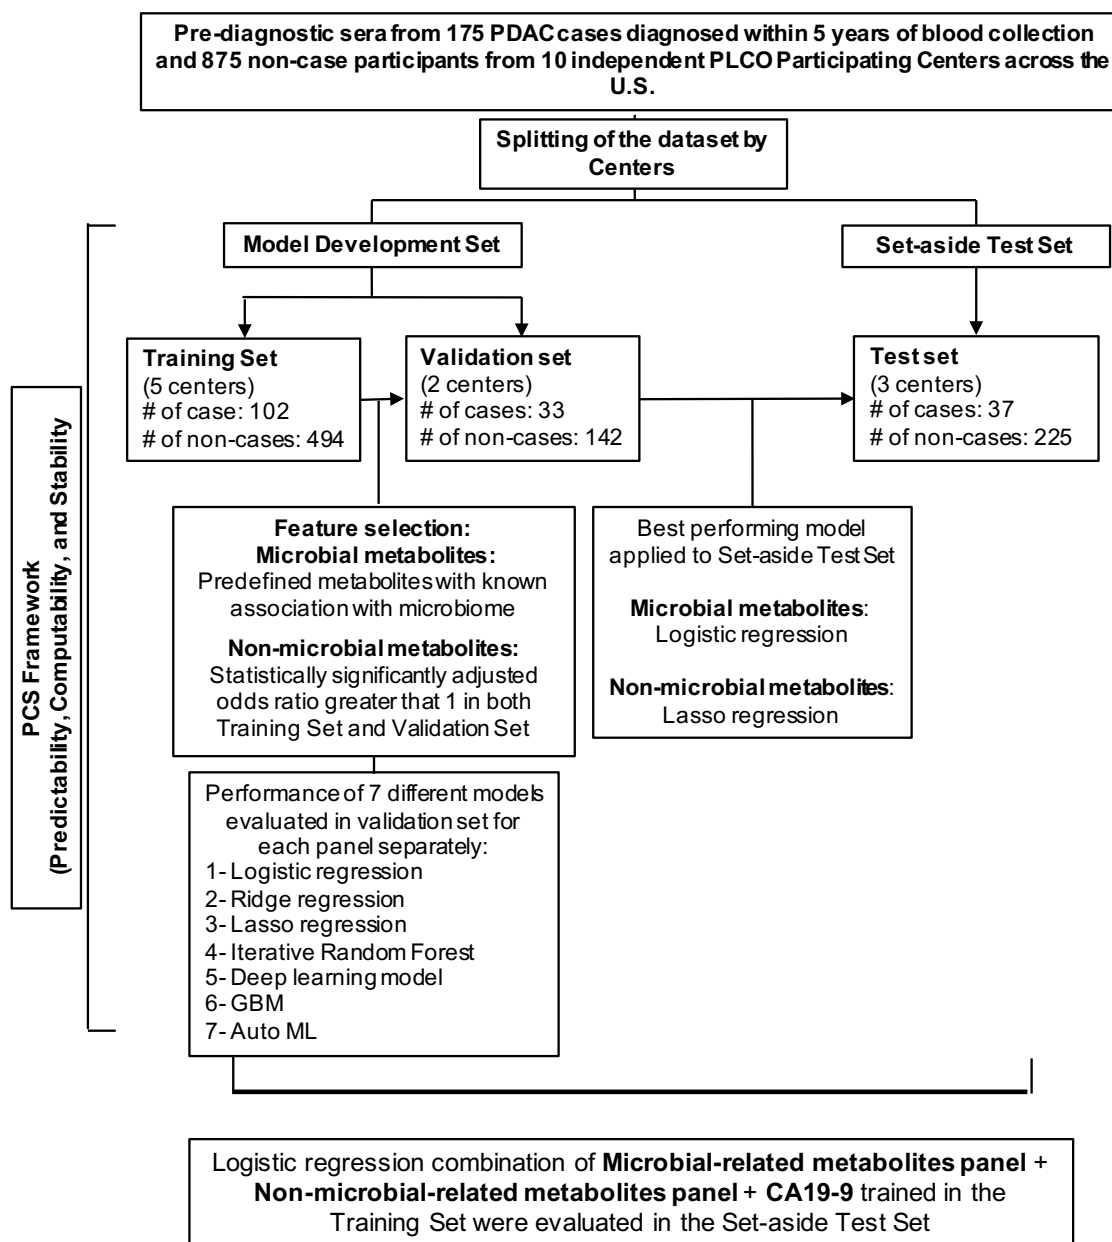 Pre-diagnostic sera from 175 PDAC cases diagnosed within 5 years of blood collection
and 875 non-case participants from 10 independent PLCO Participating Centers across the
U.S.
Splitting of the dataset by
Centers
Model Development Set
Set-aside Test Set
Training Set
(5 centers)
# of case: 102
# of non-cases: 494
Validation set
(2 centers)
# of cases: 33
# of non-cases: 142
Test set
(3 centers)
# of cases: 37
# of non-cases: 225
PCS Framework
(Predictability, Computability, and Stability)
Feature selection:
Microbial metabolites:
Predefined metabolites with known
association with microbiome
Non-microbial metabolites:
Statistically significantly adjusted
odds ratio greater that 1 in both
Training Set and Validation Set
Best performing model
applied to Set-aside Test Set
Microbial metabolites:
Logistic regression
Non-microbial metabolites:
Lasso regression
Performance of 7 different models
evaluated in validation set for
each panel separately:
1- Logistic regression
2- Ridge regression
3- Lasso regression
4- Iterative Random Forest
5- Deep learning model
6- GBM
7- Auto ML
Logistic regression combination of Microbial-related metabolites panel +
Non-microbial-related metabolites panel + CA19-9 trained in the
Training Set were evaluated in the Set-aside Test Set